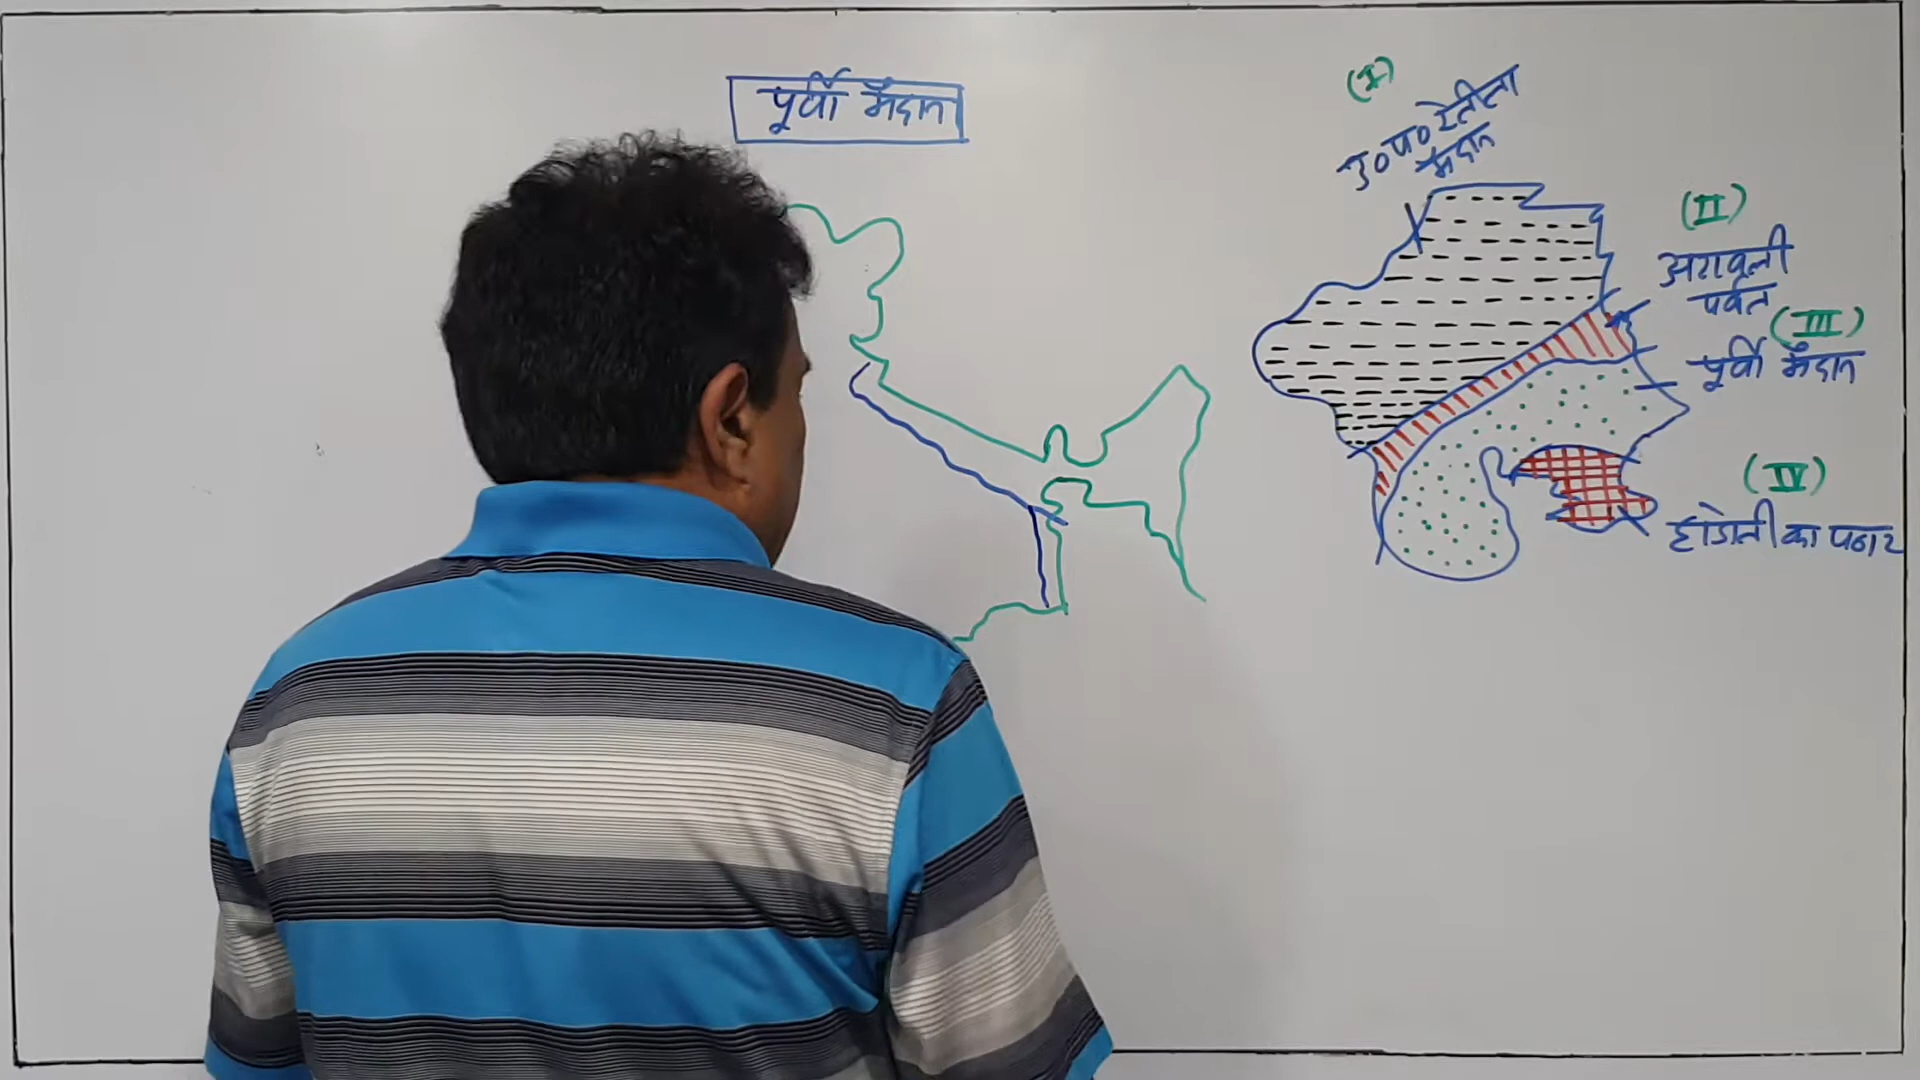 पूर्वी मैदान
(I)
उ०प० रेतीला
मैदान
(II)
अरावली
पर्वत
(III)
पूर्वी मैदान
(IV)
हाडोती का पठार